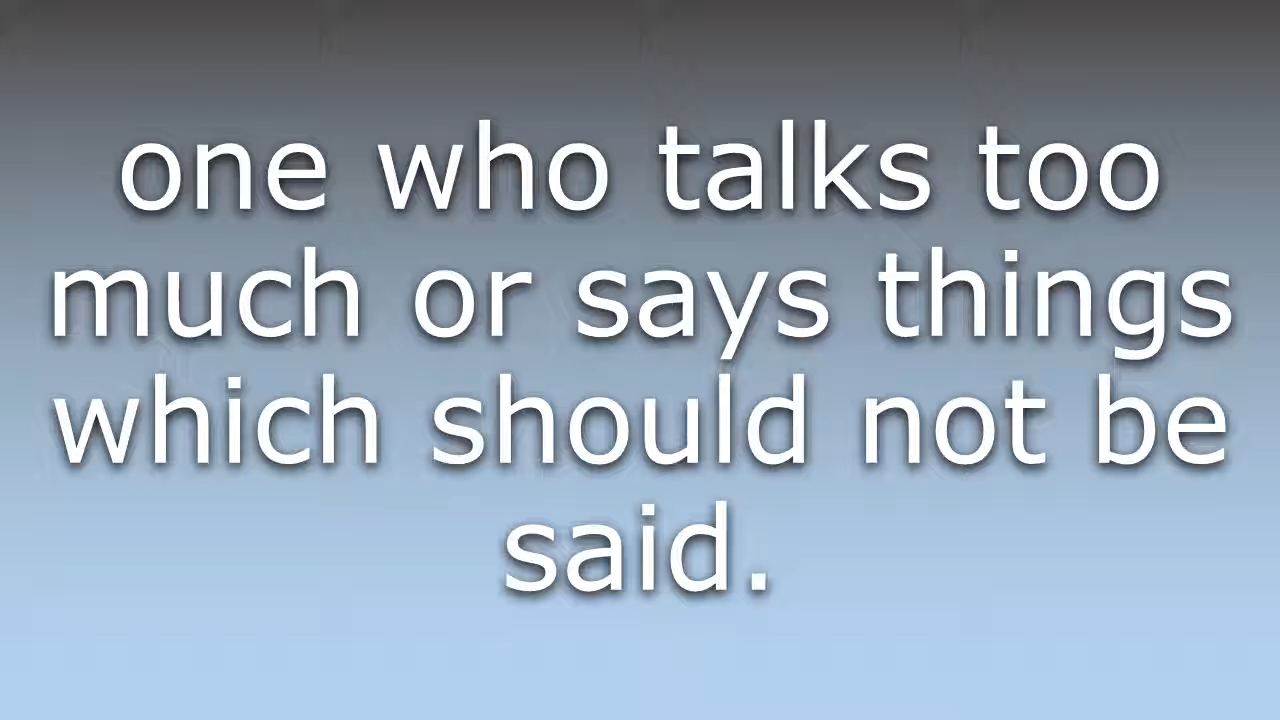 one who talks too
much or says things
which should not be
said.